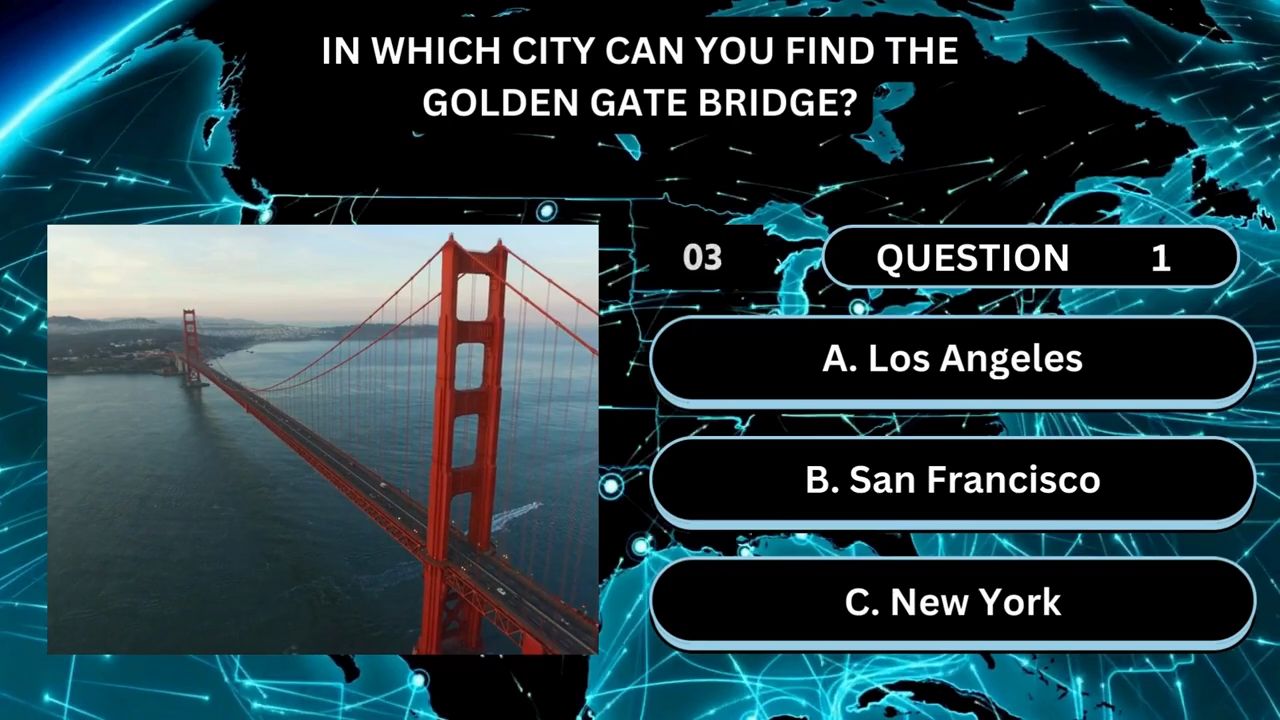 IN WHICH CITY CAN YOU FIND THE
GOLDEN GATE BRIDGE?
03
QUESTION 1
A. Los Angeles
B. San Francisco
C. New York